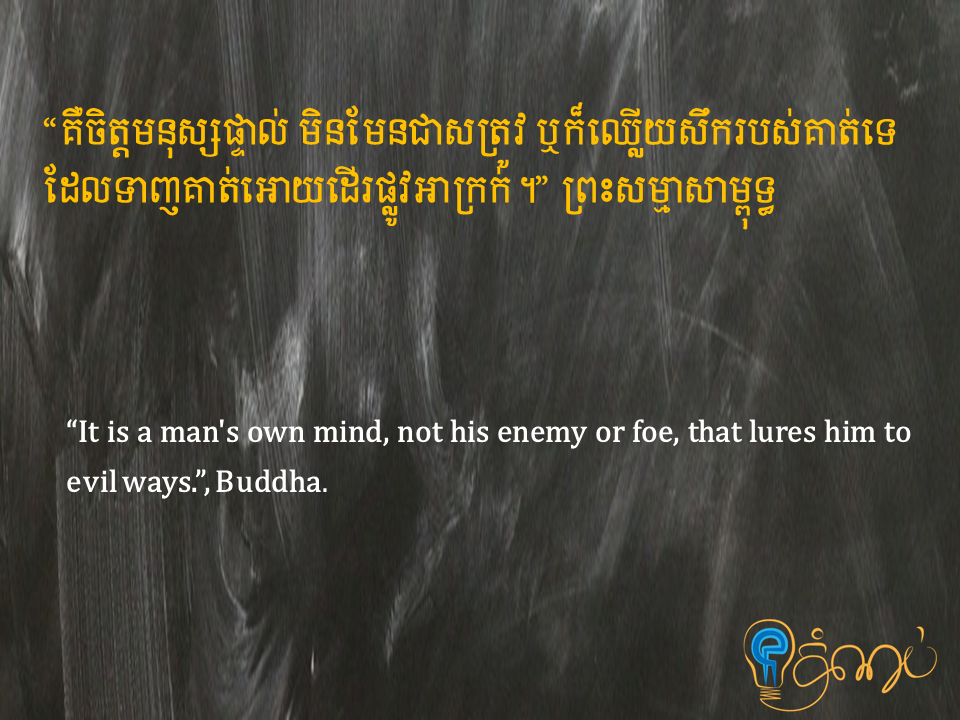 “គឺចិត្តមនុស្សផ្ទាល់ មិនមែនជាសត្រូវ ឬក៏ឈ្លើយសឹករបស់គាត់ទេ
ដែលទាញគាត់អោយដើរផ្លូវអាក្រក់ ។” ព្រះសម្មាសាម្ពុទ្ធ
“It is a man's own mind, not his enemy or foe, that lures him to
evil ways.”, Buddha.